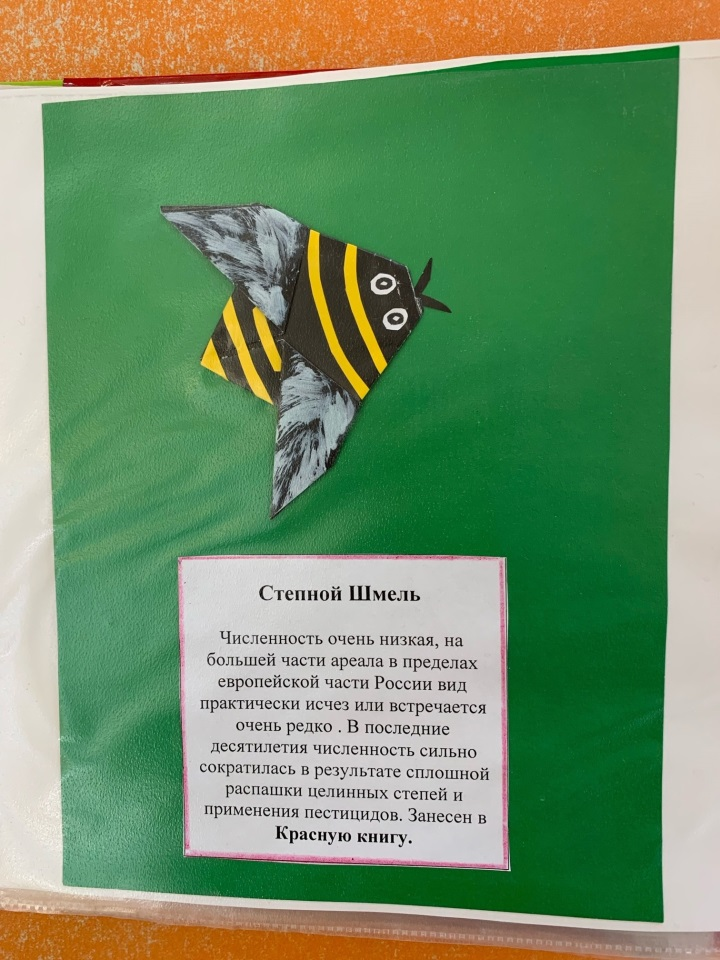 Степной Шмель
Численность очень низкая, на
большей части ареала в пределах
европейской части России вид
практически исчез или встречается
очень редко . В последние
десятилетия численность сильно
сократилась в результате сплошной
распашки целинных степей и
применения пестицидов. Занесен в
Красную книгу.